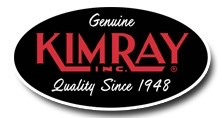 Genuine
KIMRAY
INC. ®
Quality Since 1948